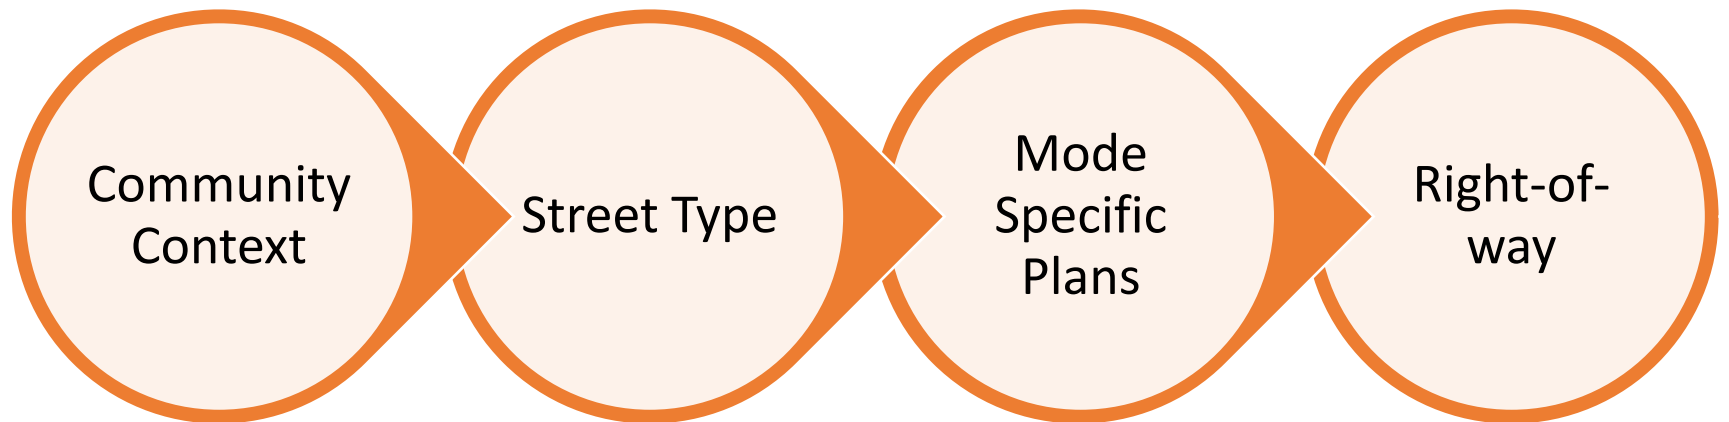 Community
Context
Street Type
Mode
Specific
Plans
Right-of-
way